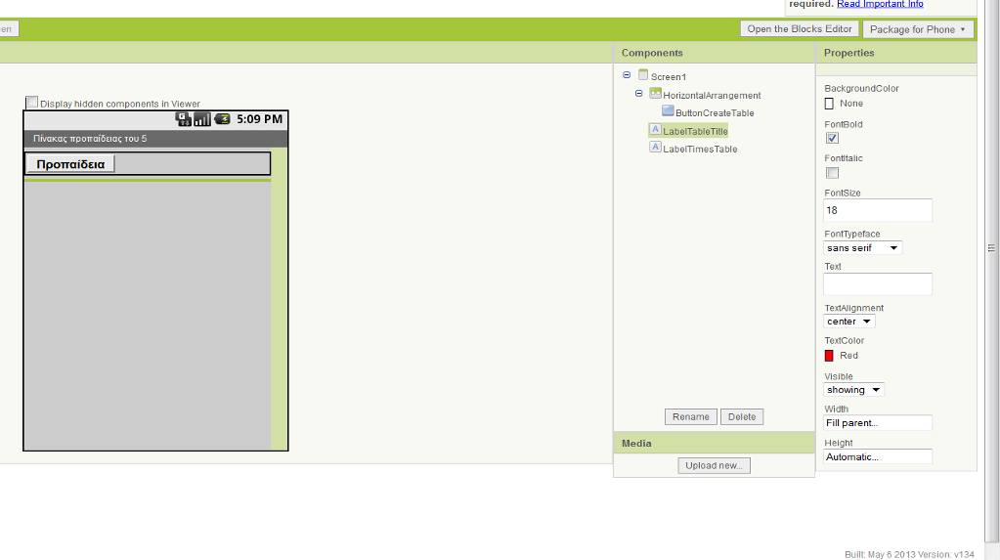 required. Read Important Info
en
Open the Blocks Editor
Package for Phone
Components
Properties
Screen1
HorizontalArrangement
ButtonCreateTable
LabelTableTitle
LabelTimesTable
Rename
Delete
Media
Upload new...
Display hidden components in Viewer
5:09 PM
Πίνακας προπαίδειας του 5
Προπαίδεια
BackgroundColor
None
FontBold
FontItalic
FontSize
18
FontTypeface
sans serif
Text
TextAlignment
center
TextColor
Red
Visible
showing
Width
Fill parent...
Height
Automatic...
Built: May 6 2013 Version: v134